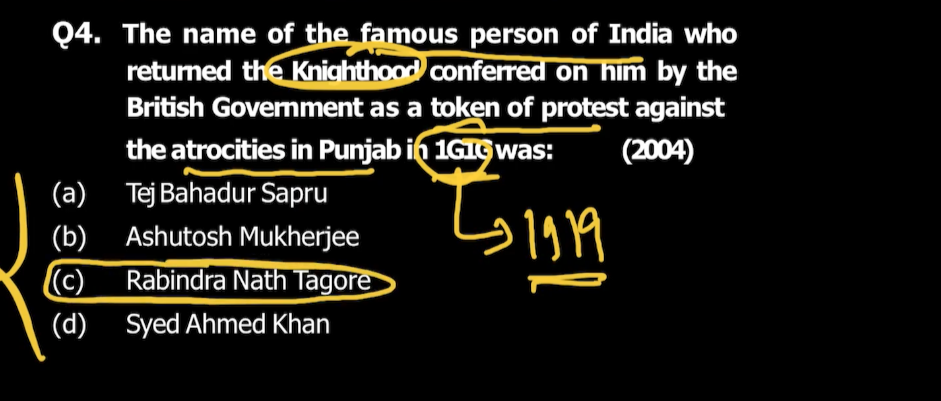 Q4. The name of the famous person of India who
returned the Knighthood conferred on him by the
British Government as a token of protest against
the atrocities in Punjab in 1G1G was: (2004)
(a) Tej Bahadur Sapru
(b) Ashutosh Mukherjee
1919
(c) Rabindra Nath Tagore
(d) Syed Ahmed Khan